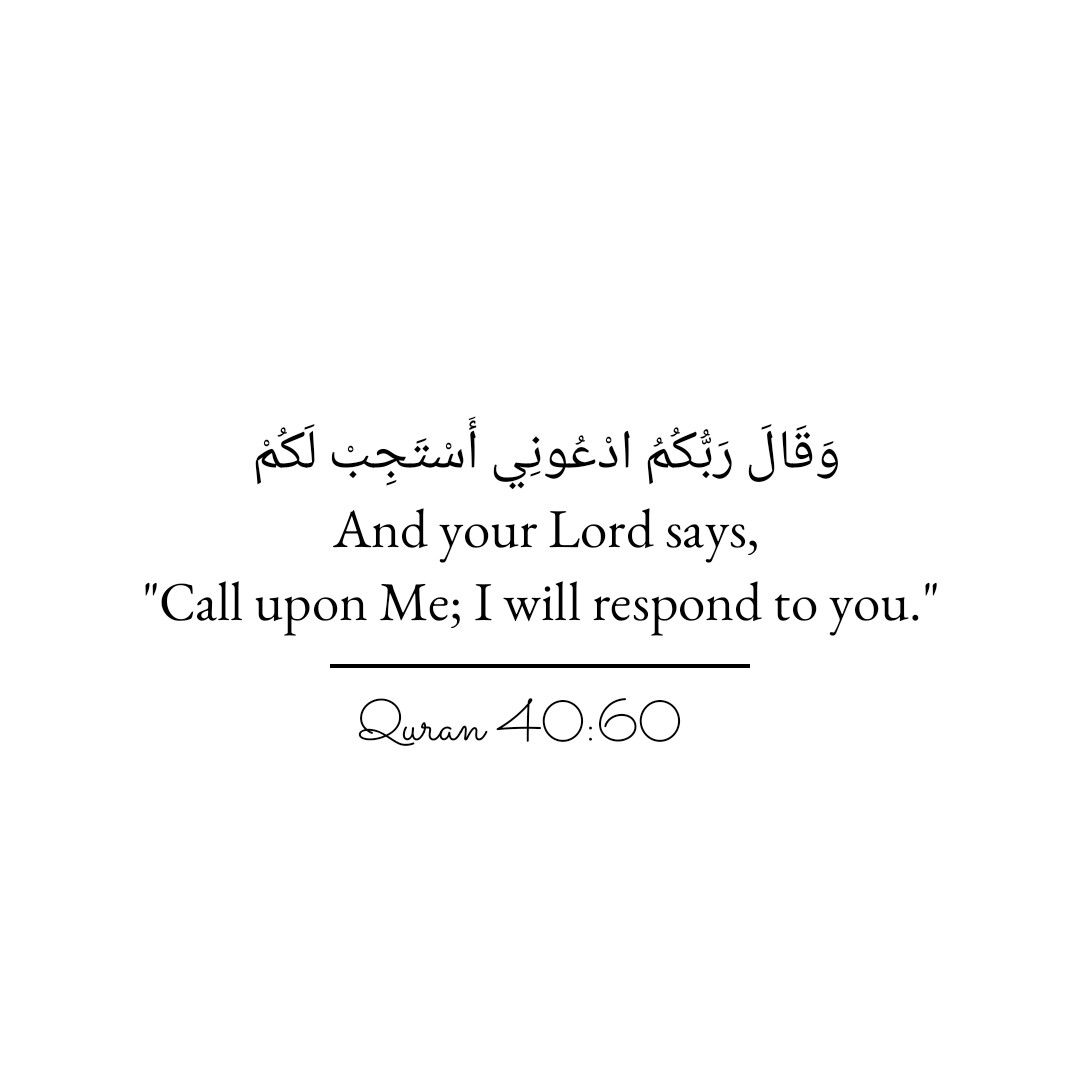 وَقَالَ رَبُّكُمُ ادْعُونِي أَسْتَجِبْ لَكُمْ
And your Lord says,
"Call upon Me; I will respond to you."
Quran 40:60